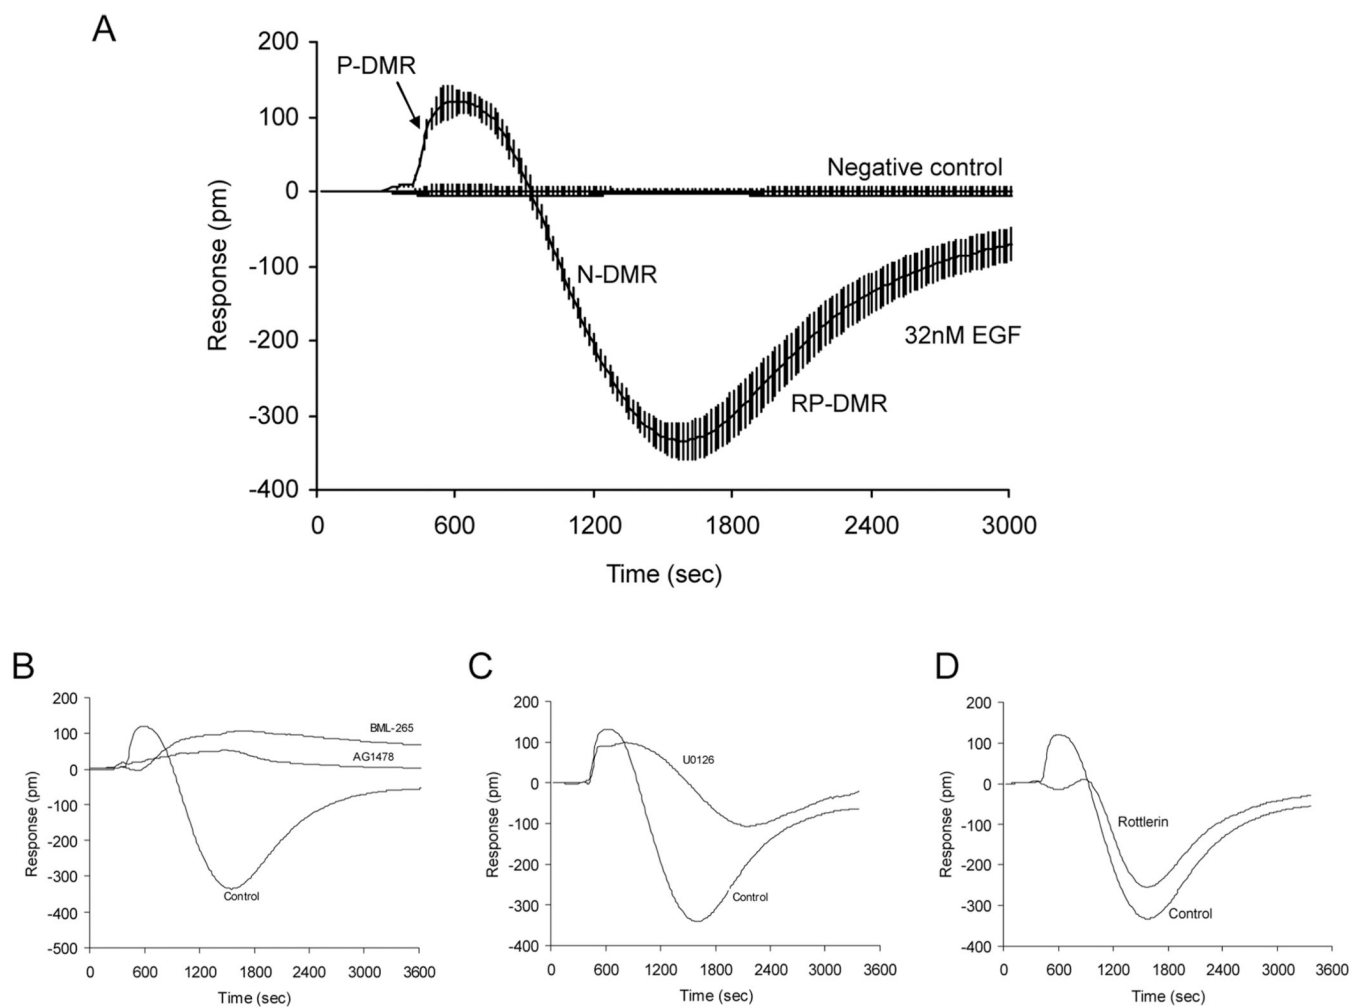 A
Response (pm)
200
100
0
-100
-200
-300
-400
P-DMR
N-DMR
RP-DMR
Negative control
32nM EGF
0 600 1200 1800 2400 3000
Time (sec)
B
Response (pm)
200
100
0
-100
-200
-300
-400
-500
BML-265
AG1478
Control
0 600 1200 1800 2400 3000 3600
Time (sec)
C
Response (pm)
200
100
0
-100
-200
-300
-400
U0126
Control
0 600 1200 1800 2400 3000 3600
Time (sec)
D
Response (pm)
200
100
0
-100
-200
-300
-400
Rottlerin
Control
0 600 1200 1800 2400 3000 3600
Time (sec)